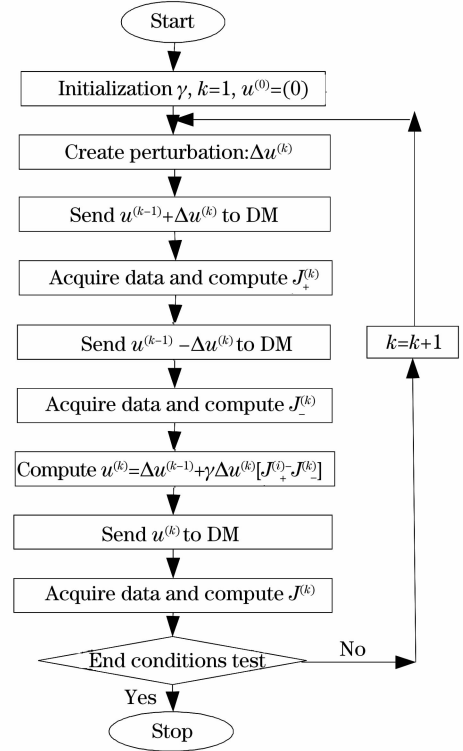 Start
Initialization γ, k=1, u⁽⁰⁾=(0)
Create perturbation:Δu⁽ᵏ⁾
Send u⁽ᵏ⁻¹⁾+Δu⁽ᵏ⁾ to DM
Acquire data and compute J₊⁽ᵏ⁾
Send u⁽ᵏ⁻¹⁾ −Δu⁽ᵏ⁾ to DM
k=k+1
Acquire data and compute J₋⁽ᵏ⁾
Compute u⁽ᵏ⁾=Δu⁽ᵏ⁻¹⁾+γΔu⁽ᵏ⁾[J₊⁽ⁱ⁾−J₋⁽ᵏ⁾]
Send u⁽ᵏ⁾ to DM
Acquire data and compute J⁽ᵏ⁾
End conditions test
No
Yes
Stop